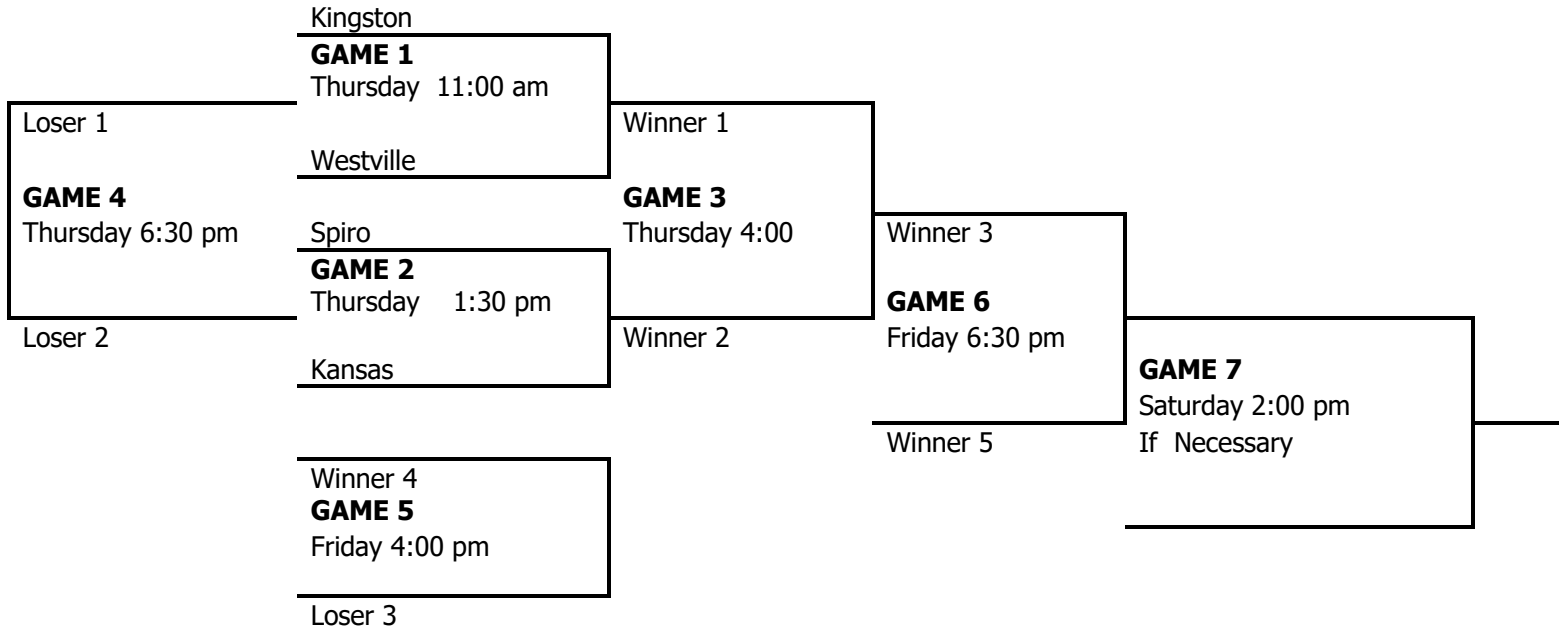 Kingston
GAME 1
Thursday 11:00 am
Loser 1
Winner 1
Westville
GAME 4
GAME 3
Thursday 6:30 pm
Spiro
Thursday 4:00
Winner 3
GAME 2
Thursday 1:30 pm
GAME 6
Loser 2
Winner 2
Friday 6:30 pm
Kansas
GAME 7
Saturday 2:00 pm
Winner 5
If Necessary
Winner 4
GAME 5
Friday 4:00 pm
Loser 3